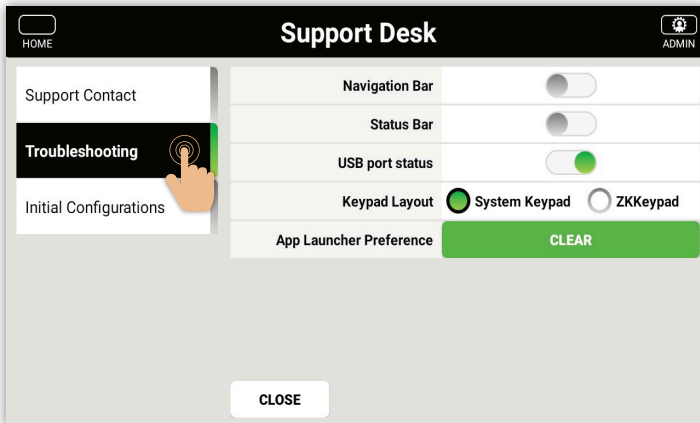 HOME
Support Desk
ADMIN
Support Contact
Troubleshooting
Initial Configurations
Navigation Bar
Status Bar
USB port status
Keypad Layout System Keypad ZKKeypad
App Launcher Preference CLEAR
CLOSE